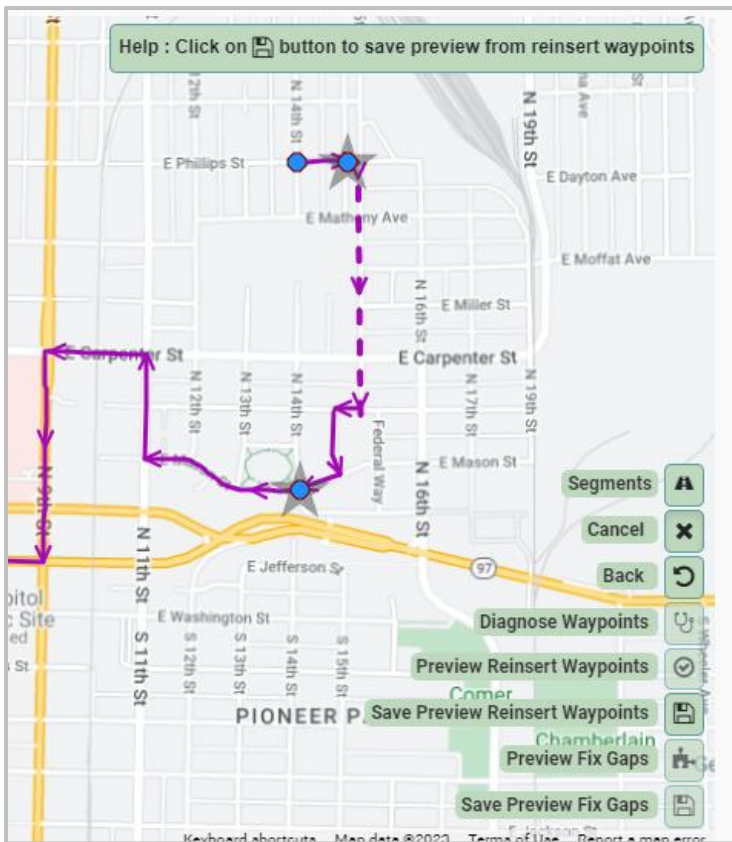 Help : Click on button to save preview from reinsert waypoints
12th St
N 14th St
N 19th St
E Phillips St
E Dayton Ave
E Matheny Ave
E Moffat Ave
N 16th St
E Miller St
E Carpenter St
E Carpenter St
N 12th St
N 13th St
N 14th St
N 17th St
N 19th St
Federal Way
E Mason St
N 16th St
N 9th St
N 11th St
Segments
Cancel
E Jefferson St
97
Back
E Washington St
Diagnose Waypoints
S 11th St
S 12th St
S 13th St
S 14th St
S 15th St
Preview Reinsert Waypoints
Comer
PIONEER P
Save Preview Reinsert Waypoints
Chamberlain
Preview Fix Gaps
Save Preview Fix Gaps
Keyboard shortcuts Map data ©2023 Terms of Use Report a map error